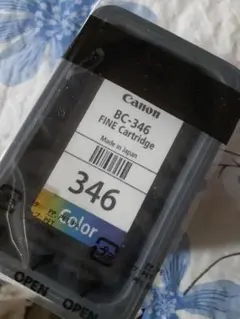 Canon
BC-346
FINE Cartridge
Made in Japan
346
Color
OPEN OPEN